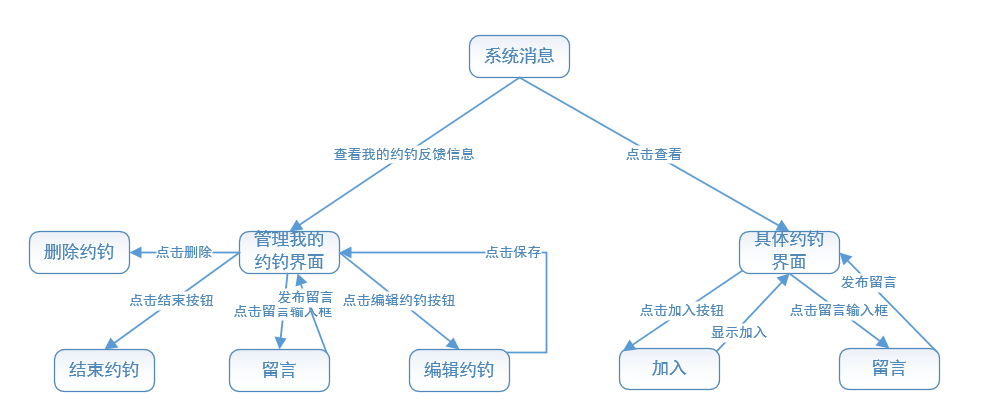 系统消息
查看我的约钓反馈信息
点击查看
删除约钓
点击删除
管理我的
约钓界面
点击保存
具体约钓
界面
点击结束按钮
发布留言
点击留言输入框
点击编辑约钓按钮
发布留言
点击加入按钮
点击留言输入框
显示加入
结束约钓
留言
编辑约钓
加入
留言